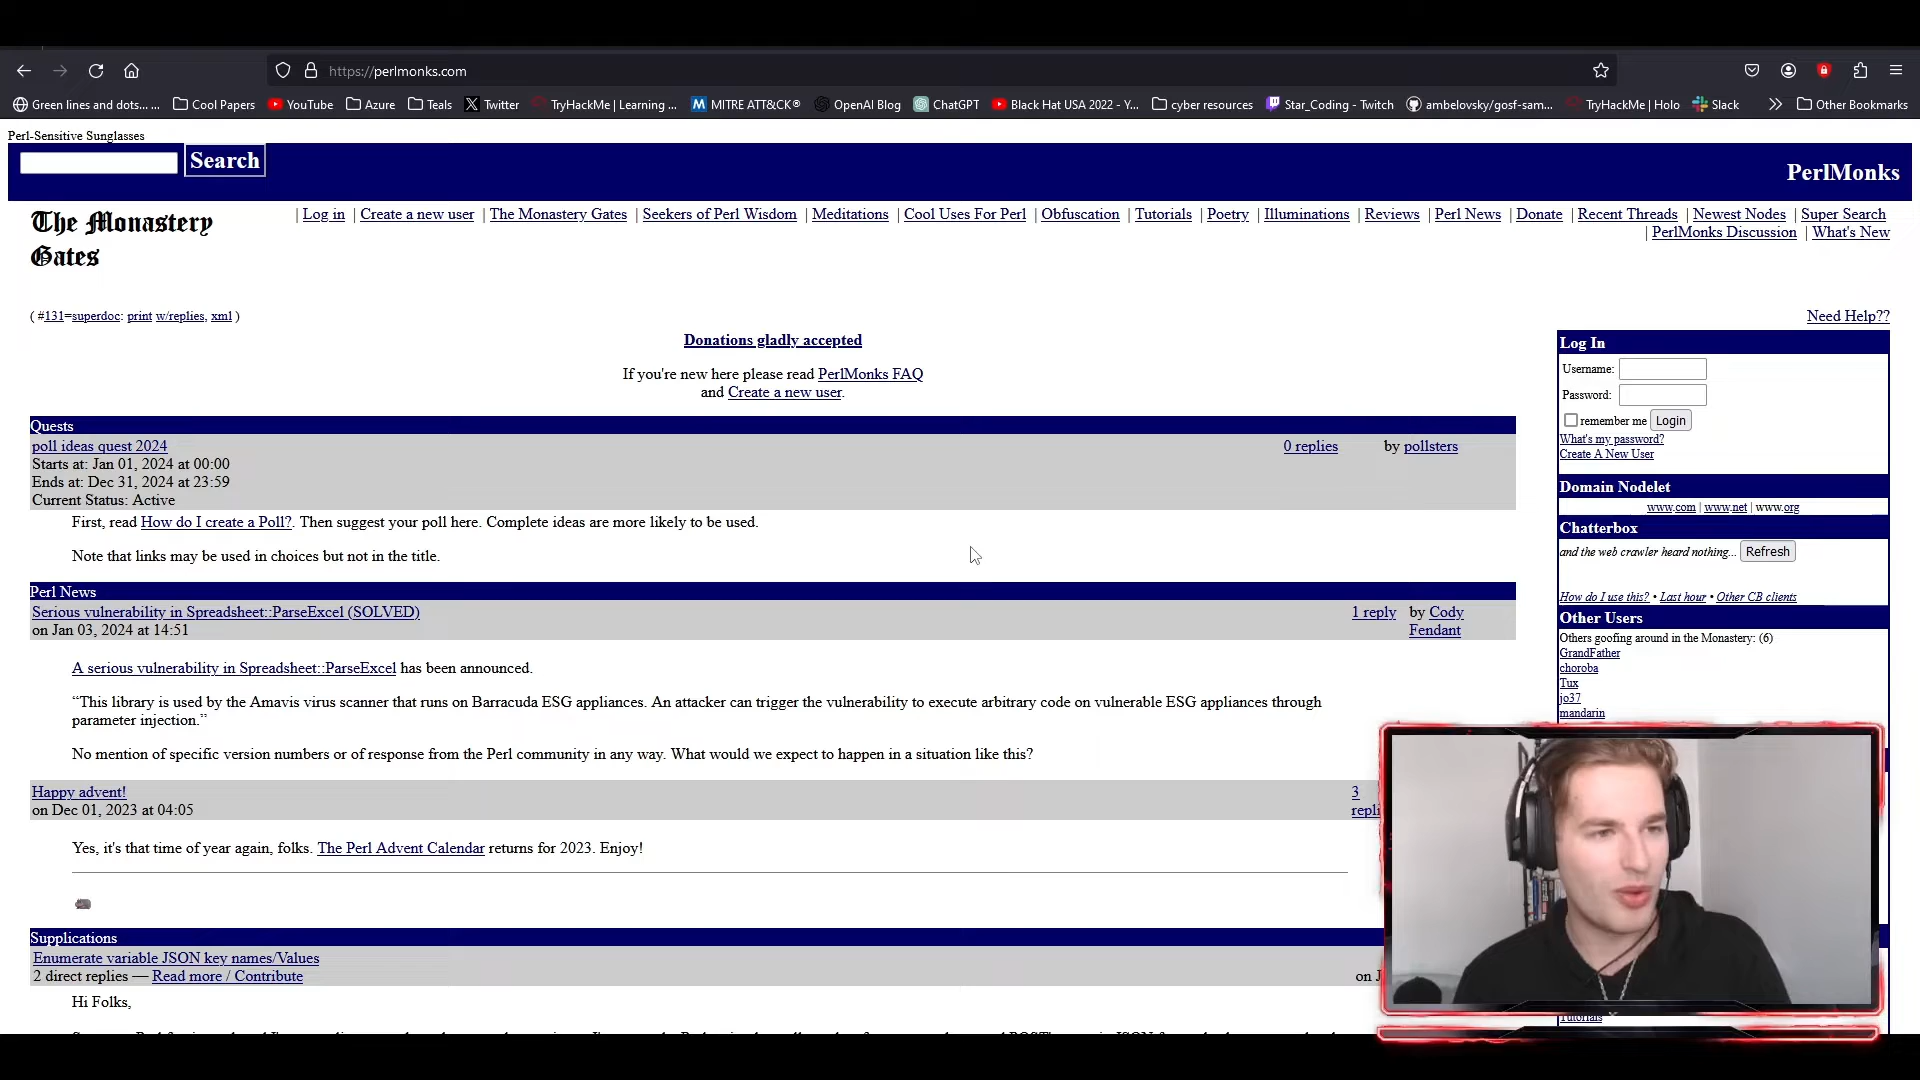 https://perlmonks.com
Green lines and dots... ...
Cool Papers
YouTube
Azure
Teals
Twitter
TryHackMe | Learning ...
MITRE ATT&CK®
OpenAI Blog
ChatGPT
Black Hat USA 2022 - Y...
cyber resources
Star_Coding - Twitch
ambelovsky/gosf-sam...
TryHackMe | Holo
Slack
Other Bookmarks
Perl-Sensitive Sunglasses
Search
PerlMonks
The Monastery
Gates
| Log in | Create a new user | The Monastery Gates | Seekers of Perl Wisdom | Meditations | Cool Uses For Perl | Obfuscation | Tutorials | Poetry | Illuminations | Reviews | Perl News | Donate | Recent Threads | Newest Nodes | Super Search
| PerlMonks Discussion | What's New
( #131=superdoc: print w/replies, xml )
Need Help??
Donations gladly accepted
If you're new here please read PerlMonks FAQ
and Create a new user.
Quests
poll ideas quest 2024
0 replies
by pollsters
Starts at: Jan 01, 2024 at 00:00
Ends at: Dec 31, 2024 at 23:59
Current Status: Active
First, read How do I create a Poll?. Then suggest your poll here. Complete ideas are more likely to be used.
Note that links may be used in choices but not in the title.
Perl News
Serious vulnerability in Spreadsheet::ParseExcel (SOLVED)
on Jan 03, 2024 at 14:51
1 reply
by Cody
Fendant
A serious vulnerability in Spreadsheet::ParseExcel has been announced.
“This library is used by the Amavis virus scanner that runs on Barracuda ESG appliances. An attacker can trigger the vulnerability to execute arbitrary code on vulnerable ESG appliances through
parameter injection.”
No mention of specific version numbers or of response from the Perl community in any way. What would we expect to happen in a situation like this?
Happy advent!
on Dec 01, 2023 at 04:05
3
repli
Yes, it's that time of year again, folks. The Perl Advent Calendar returns for 2023. Enjoy!
Supplications
Enumerate variable JSON key names/Values
2 direct replies — Read more / Contribute
on J
Hi Folks,
Log In
Username:
Password:
remember me Login
What's my password?
Create A New User
Domain Nodelet
www.com | www.net | www.org
Chatterbox
and the web crawler heard nothing... Refresh
How do I use this? • Last hour • Other CB clients
Other Users
Others goofing around in the Monastery: (6)
GrandFather
choroba
Tux
jo37
mandarin
Tutorials